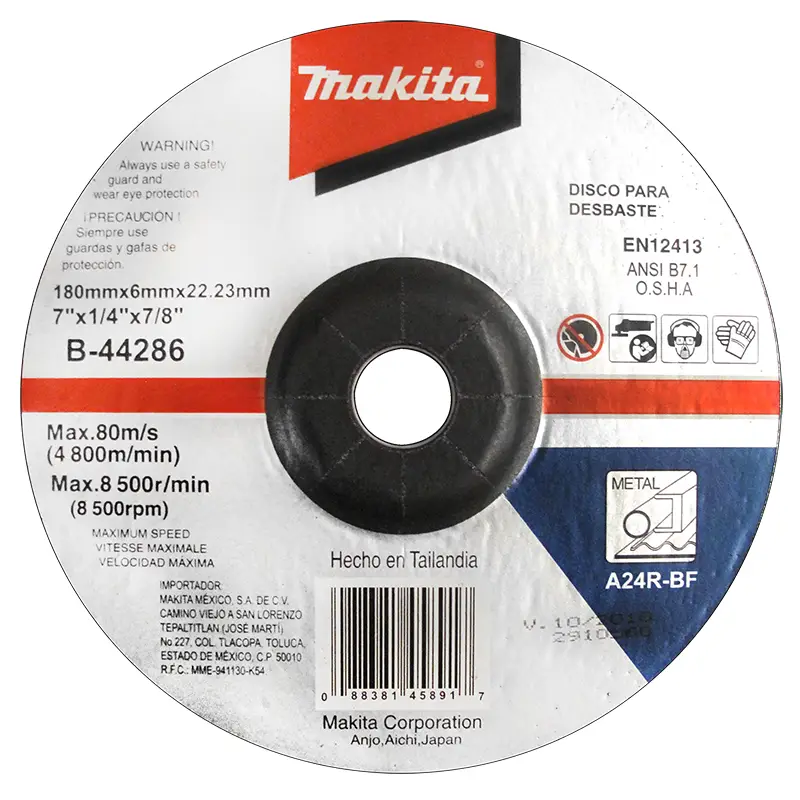 Makita®
WARNING!
Always use a safety
guard and
wear eye protection.
¡PRECAUCIÓN!
Siempre use
guardas y gafas de
protección.
180mmx6mmx22.23mm
7"x1/4"x7/8"
B-44286
DISCO PARA
DESBASTE
EN12413
ANSI B7.1
O.S.H.A
Max.80m/s
(4 800m/min)
Max.8 500r/min
(8 500rpm)
MAXIMUM SPEED
VITESSE MAXIMALE
VELOCIDAD MÁXIMA
METAL
A24R-BF
Hecho en Tailandia
IMPORTADOR:
MAKITA MÉXICO, S.A. DE C.V.
CAMINO VIEJO A SAN LORENZO
TEPALTITLAN (JOSÉ MARTÍ)
No 227, COL. TLACOPA, TOLUCA,
ESTADO DE MÉXICO, C.P. 50010
R.F.C.: MME-941130-K54
0 88381 45891 7
Makita Corporation
Anjo,Aichi,Japan